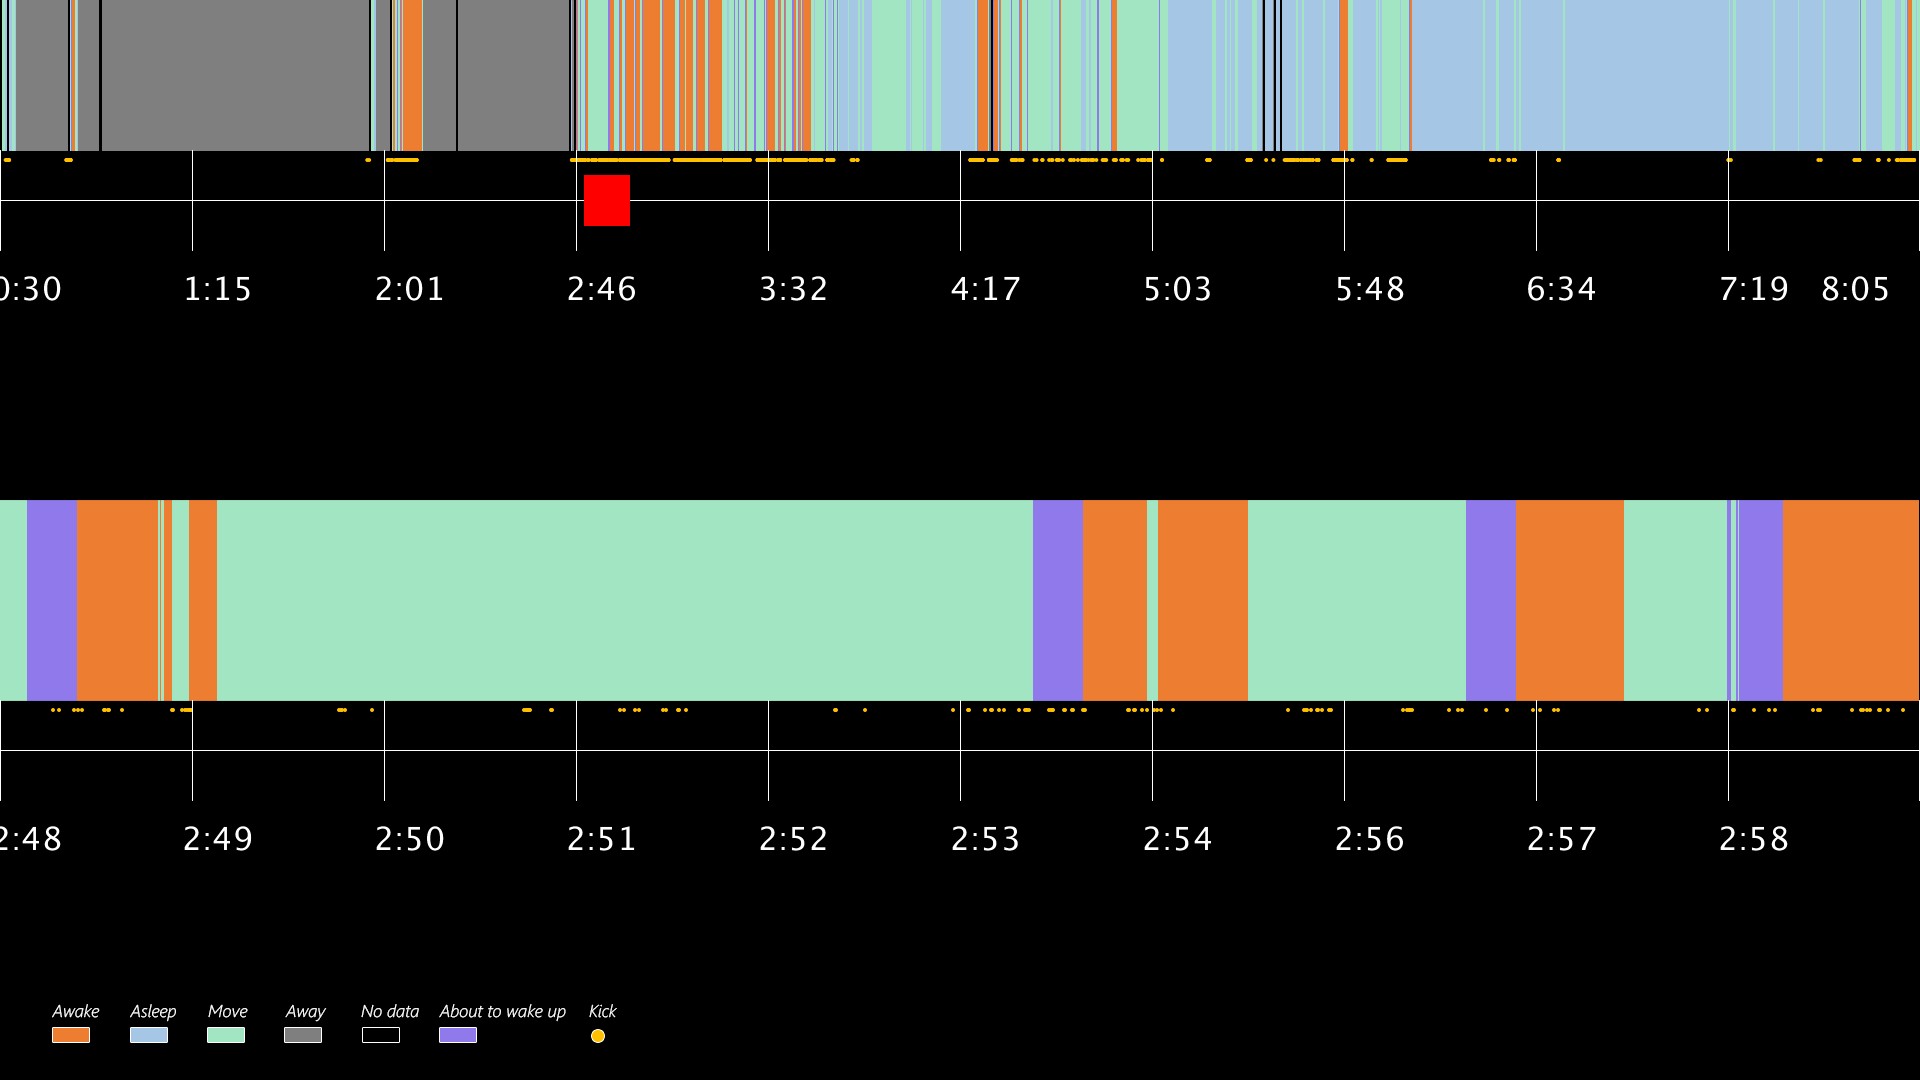 0:30 1:15 2:01 2:46 3:32 4:17 5:03 5:48 6:34 7:19 8:05
2:48 2:49 2:50 2:51 2:52 2:53 2:54 2:56 2:57 2:58
Awake Asleep Move Away No data About to wake up Kick